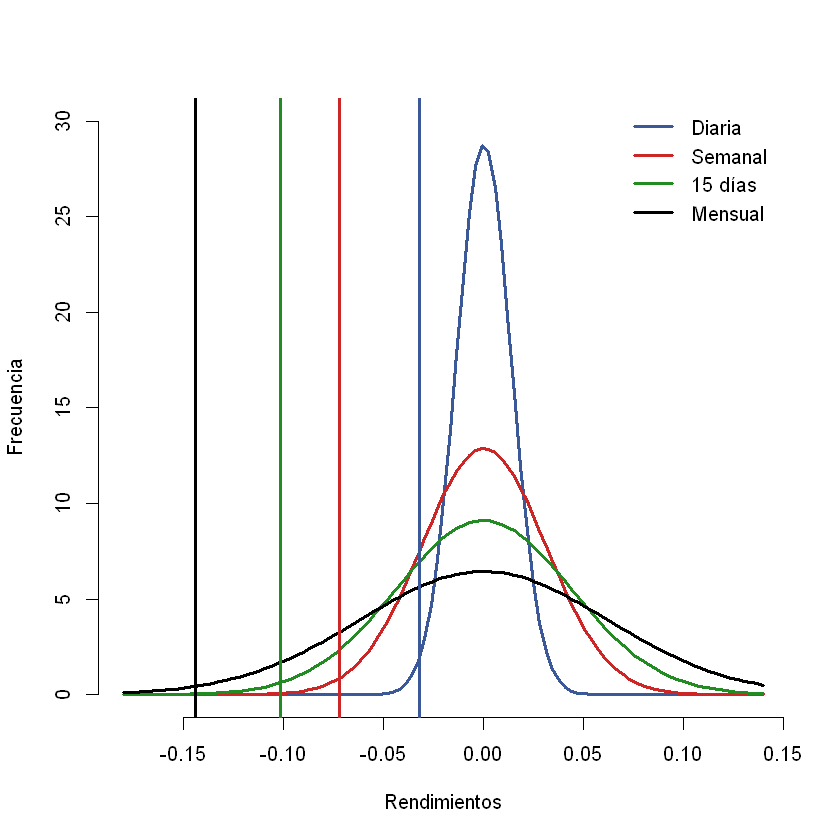 Diaria
Semanal
15 días
Mensual
30
25
20
15
10
5
0
Frecuencia
-0.15 -0.10 -0.05 0.00 0.05 0.10 0.15
Rendimientos